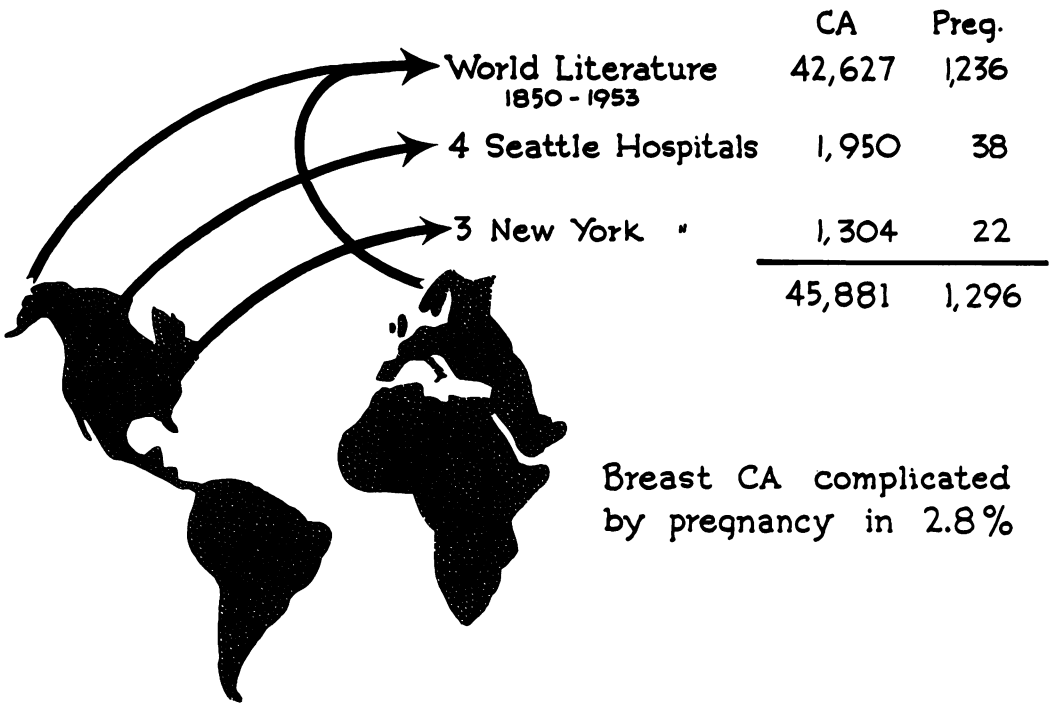 CA Preg.
World Literature 42,627 1,236
1850 - 1953
4 Seattle Hospitals 1,950 38
3 New York " 1,304 22
45,881 1,296
Breast CA complicated
by pregnancy in 2.8%